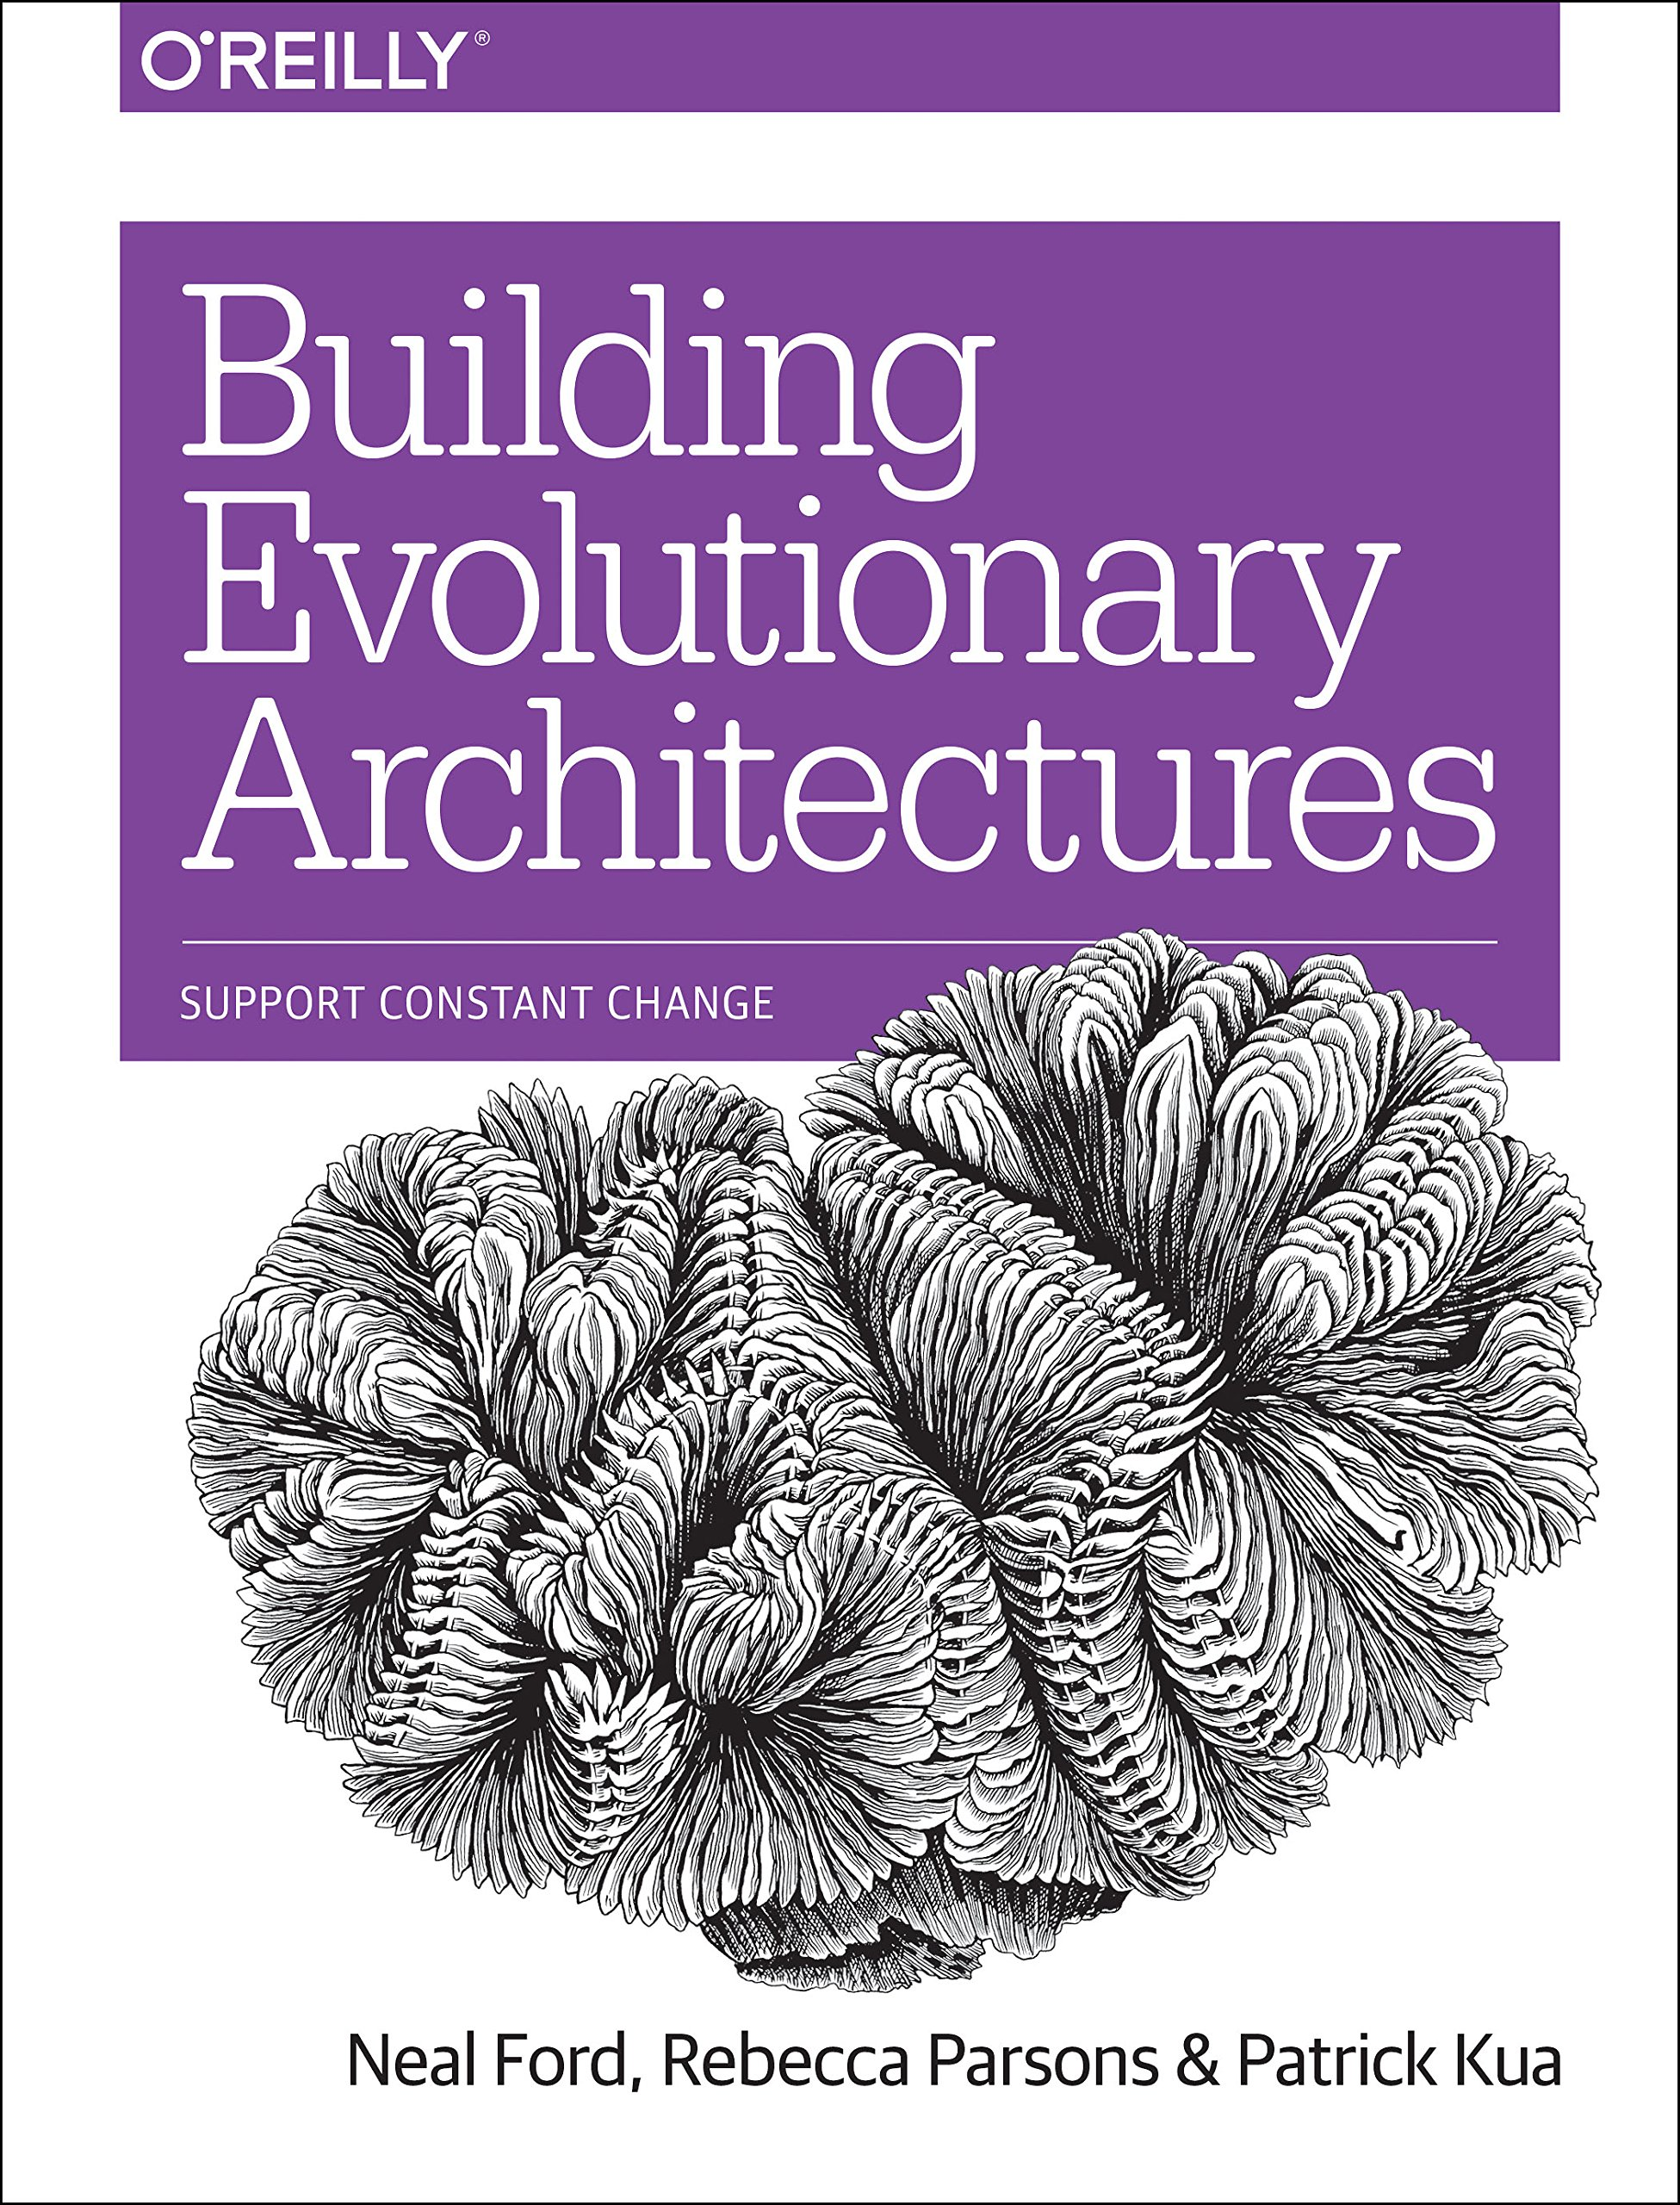 O'REILLY®
Building
Evolutionary
Architectures
SUPPORT CONSTANT CHANGE
Neal Ford, Rebecca Parsons & Patrick Kua